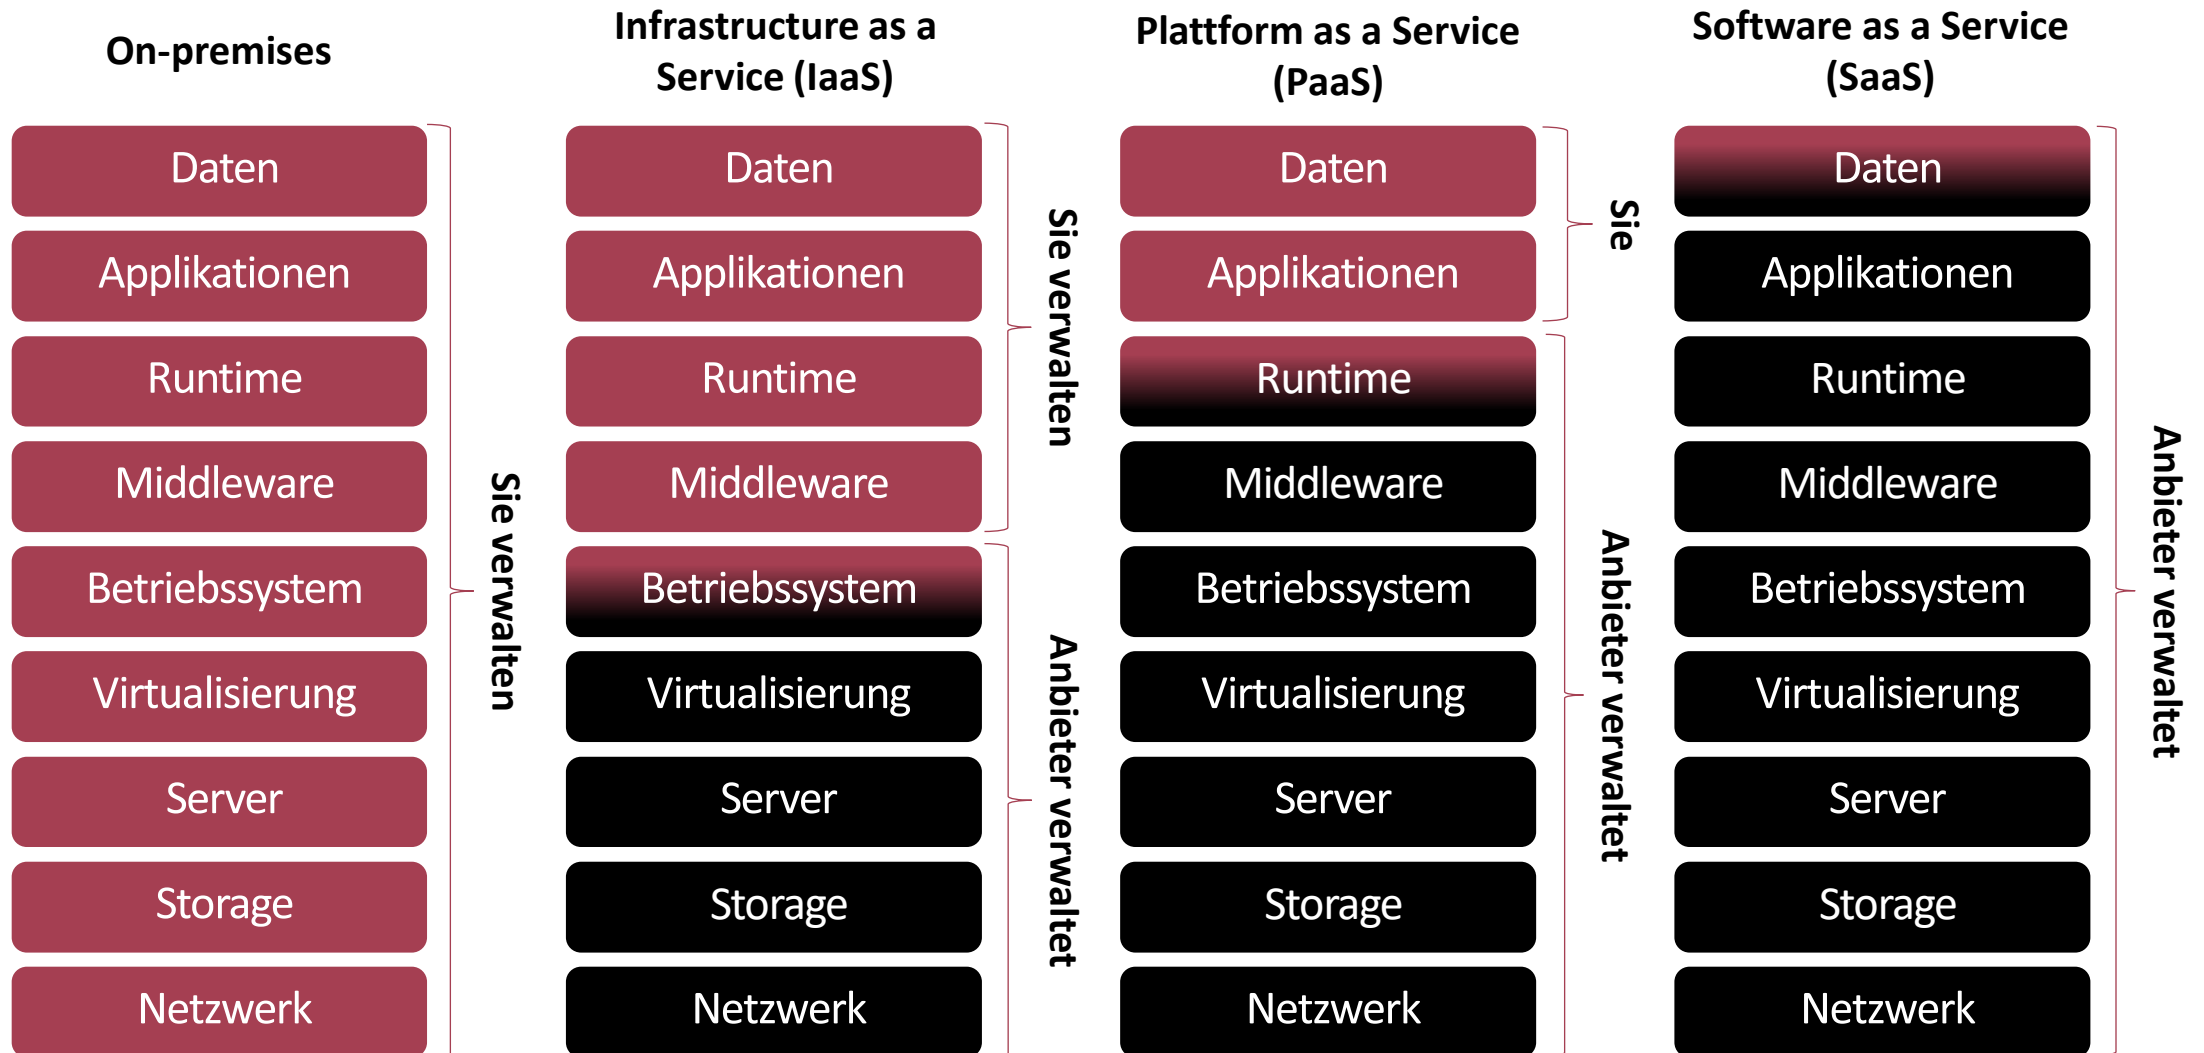 On-premises
Infrastructure as a
Service (IaaS)
Plattform as a Service
(PaaS)
Software as a Service
(SaaS)
Daten
Applikationen
Runtime
Middleware
Betriebssystem
Virtualisierung
Server
Storage
Netzwerk
Sie verwalten
Daten
Applikationen
Runtime
Middleware
Betriebssystem
Virtualisierung
Server
Storage
Netzwerk
Sie verwalten
Anbieter verwaltet
Daten
Applikationen
Runtime
Middleware
Betriebssystem
Virtualisierung
Server
Storage
Netzwerk
Sie
Anbieter verwaltet
Daten
Applikationen
Runtime
Middleware
Betriebssystem
Virtualisierung
Server
Storage
Netzwerk
Anbieter verwaltet